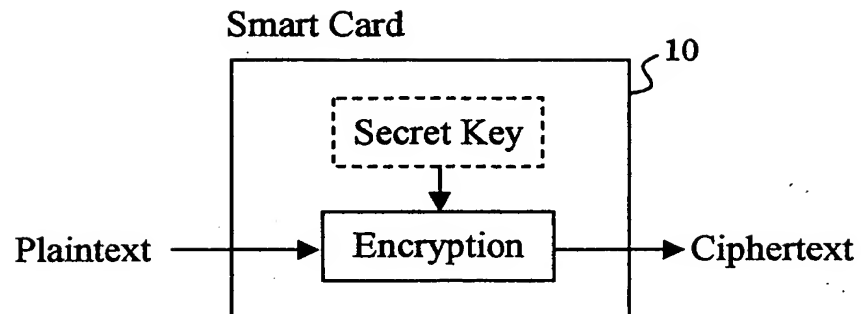 Smart Card
10
Secret Key
Plaintext
Encryption
Ciphertext